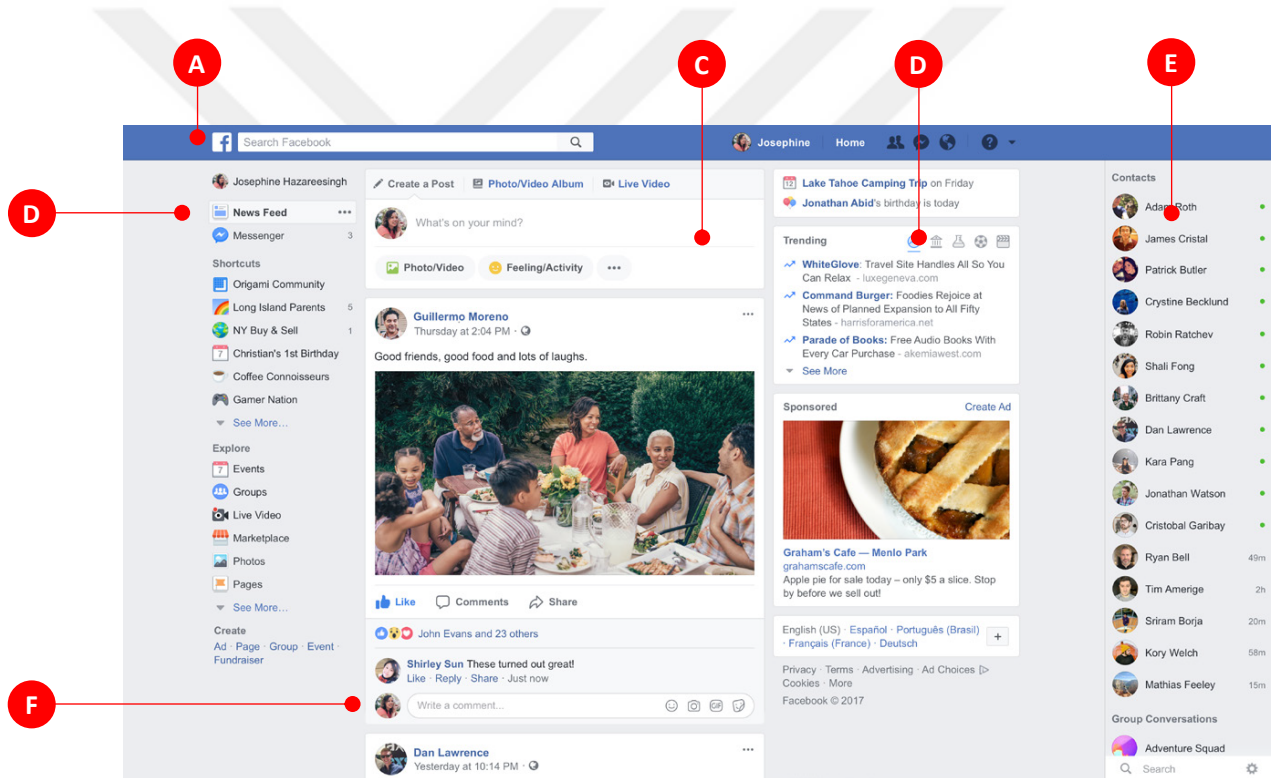 A
C
D
E
Search Facebook
Josephine
Home
?
D
F
Josephine Hazareesingh
News Feed
Messenger 3
Shortcuts
Origami Community
Long Island Parents 5
NY Buy & Sell 1
7 Christian's 1st Birthday
Coffee Connoisseurs
Gamer Nation
See More...
Explore
7 Events
Groups
Live Video
Marketplace
Photos
Pages
See More...
Create
Ad · Page · Group · Event ·
Fundraiser
Create a Post
Photo/Video Album
Live Video
What's on your mind?
Photo/Video
Feeling/Activity
Guillermo Moreno
Thursday at 2:04 PM ·
Good friends, good food and lots of laughs.
Like
Comments
Share
John Evans and 23 others
Shirley Sun These turned out great!
Like · Reply · Share · Just now
Write a comment...
GIF
Dan Lawrence
Yesterday at 10:14 PM ·
12 Lake Tahoe Camping Trip on Friday
Jonathan Abid's birthday is today
Trending
WhiteGlove: Travel Site Handles All So You
Can Relax - luxegeneva.com
Command Burger: Foodies Rejoice at
News of Planned Expansion to All Fifty
States - harrisforamerica.net
Parade of Books: Free Audio Books With
Every Car Purchase - akemiawest.com
See More
Sponsored Create Ad
Graham's Cafe — Menlo Park
grahamscafe.com
Apple pie for sale today – only $5 a slice. Stop
by before we sell out!
English (US) · Español · Português (Brasil)
· Français (France) · Deutsch
+
Privacy · Terms · Advertising · Ad Choices
Cookies · More
Facebook © 2017
Contacts
Adam Roth
James Cristal
Patrick Butler
Crystine Becklund
Robin Ratchev
Shali Fong
Brittany Craft
Dan Lawrence
Kara Pang
Jonathan Watson
Cristobal Garibay
Ryan Bell 49m
Tim Amerige 2h
Sriram Borja 20m
Kory Welch 58m
Mathias Feeley 15m
Group Conversations
Adventure Squad
Search